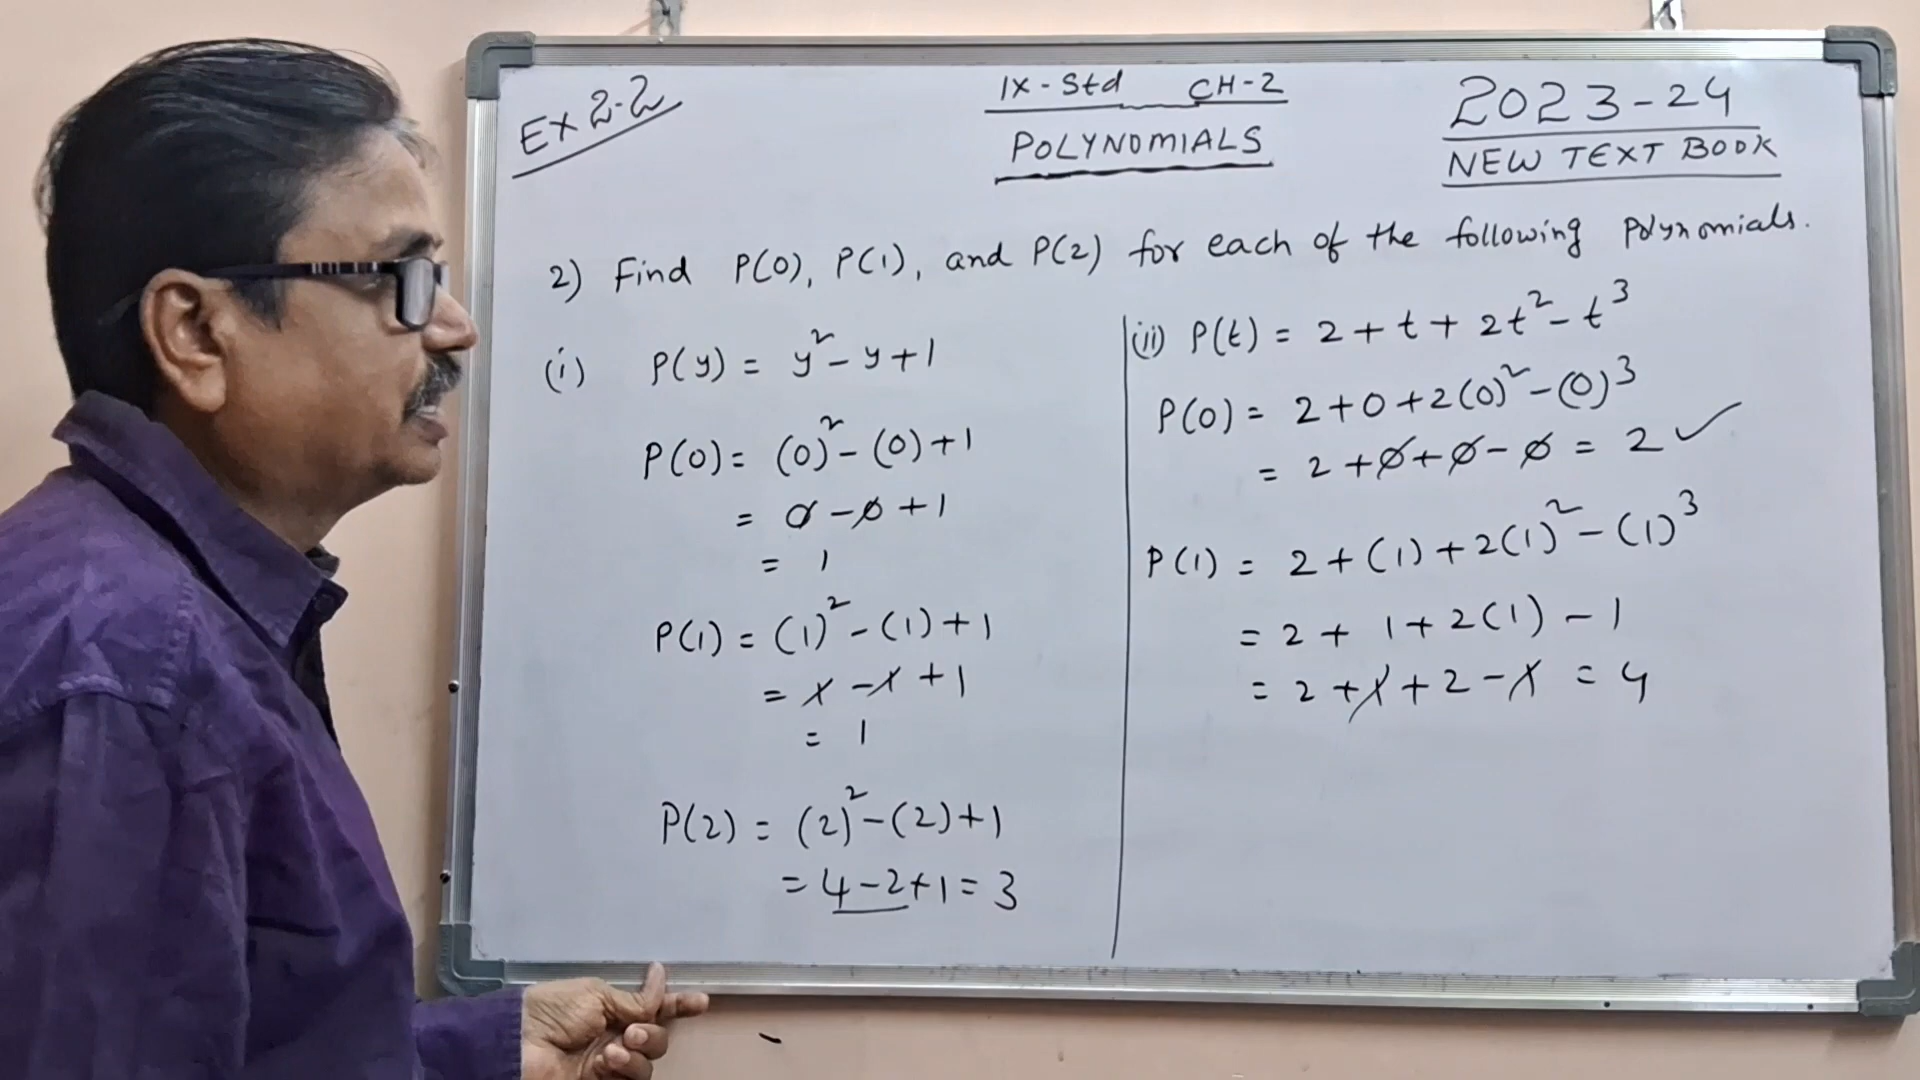 EX 2.2
IX-Std CH-2
POLYNOMIALS
2023-24
NEW TEXT BOOK
2) Find P(0), P(1), and P(2) for each of the following polynomials.
(i) P(y) = y² - y + 1
P(0) = (0)² - (0) + 1
= 0 - 0 + 1
= 1
P(1) = (1)² - (1) + 1
= 1 - 1 + 1
= 1
P(2) = (2)² - (2) + 1
= 4 - 2 + 1 = 3
(ii) P(t) = 2 + t + 2t² - t³
P(0) = 2 + 0 + 2(0)² - (0)³
= 2 + 0 + 0 - 0 = 2 ✓
P(1) = 2 + (1) + 2(1)² - (1)³
= 2 + 1 + 2(1) - 1
= 2 + 1 + 2 - 1 = 4